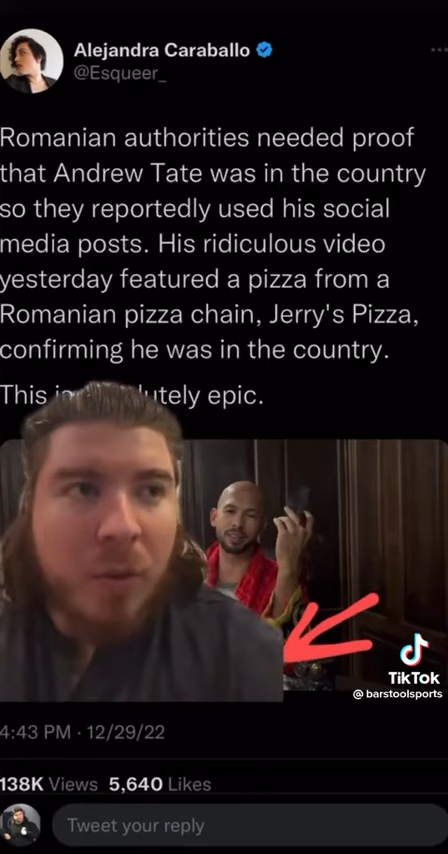 Alejandra Caraballo
@Esqueer_
Romanian authorities needed proof
that Andrew Tate was in the country
so they reportedly used his social
media posts. His ridiculous video
yesterday featured a pizza from a
Romanian pizza chain, Jerry's Pizza,
confirming he was in the country.
This epic.
TikTok
@ barstoolsports
4:43 PM · 12/29/22
138K Views 5,640 Likes
Tweet your reply